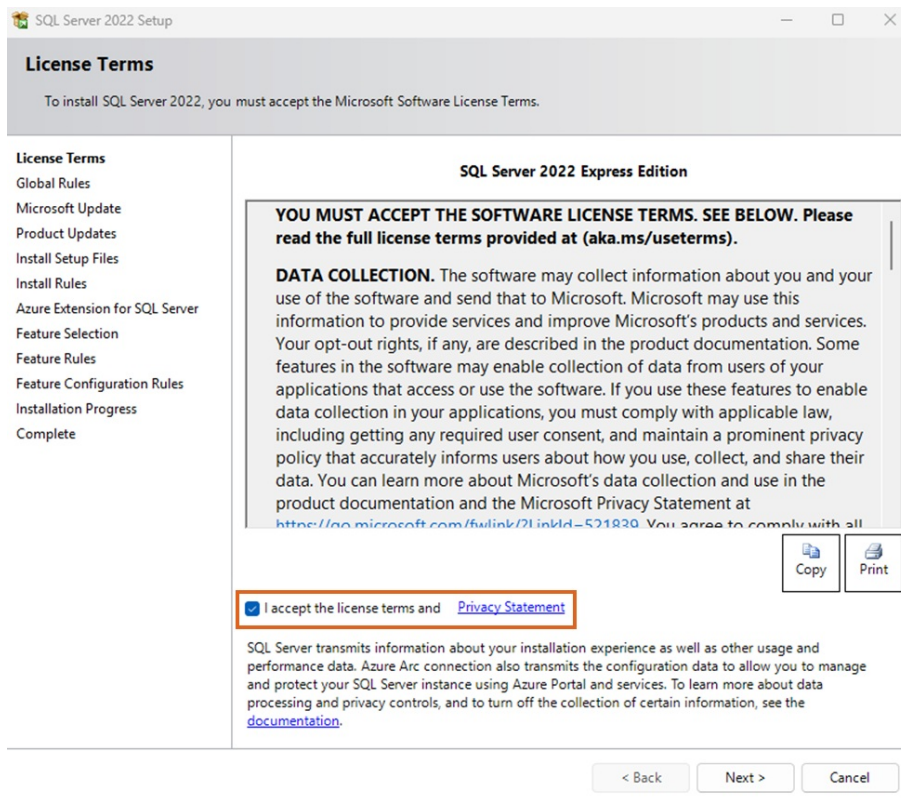 SQL Server 2022 Setup
License Terms
To install SQL Server 2022, you must accept the Microsoft Software License Terms.
License Terms
Global Rules
Microsoft Update
Product Updates
Install Setup Files
Install Rules
Azure Extension for SQL Server
Feature Selection
Feature Rules
Feature Configuration Rules
Installation Progress
Complete
SQL Server 2022 Express Edition
YOU MUST ACCEPT THE SOFTWARE LICENSE TERMS. SEE BELOW. Please
read the full license terms provided at (aka.ms/useterms).
DATA COLLECTION. The software may collect information about you and your
use of the software and send that to Microsoft. Microsoft may use this
information to provide services and improve Microsoft's products and services.
Your opt-out rights, if any, are described in the product documentation. Some
features in the software may enable collection of data from users of your
applications that access or use the software. If you use these features to enable
data collection in your applications, you must comply with applicable law,
including getting any required user consent, and maintain a prominent privacy
policy that accurately informs users about how you use, collect, and share their
data. You can learn more about Microsoft's data collection and use in the
product documentation and the Microsoft Privacy Statement at
https://go.microsoft.com/fwlink/?LinkId=521839. You agree to comply with all
Copy
Print
I accept the license terms and Privacy Statement
SQL Server transmits information about your installation experience as well as other usage and
performance data. Azure Arc connection also transmits the configuration data to allow you to manage
and protect your SQL Server instance using Azure Portal and services. To learn more about data
processing and privacy controls, and to turn off the collection of certain information, see the
documentation.
< Back
Next >
Cancel